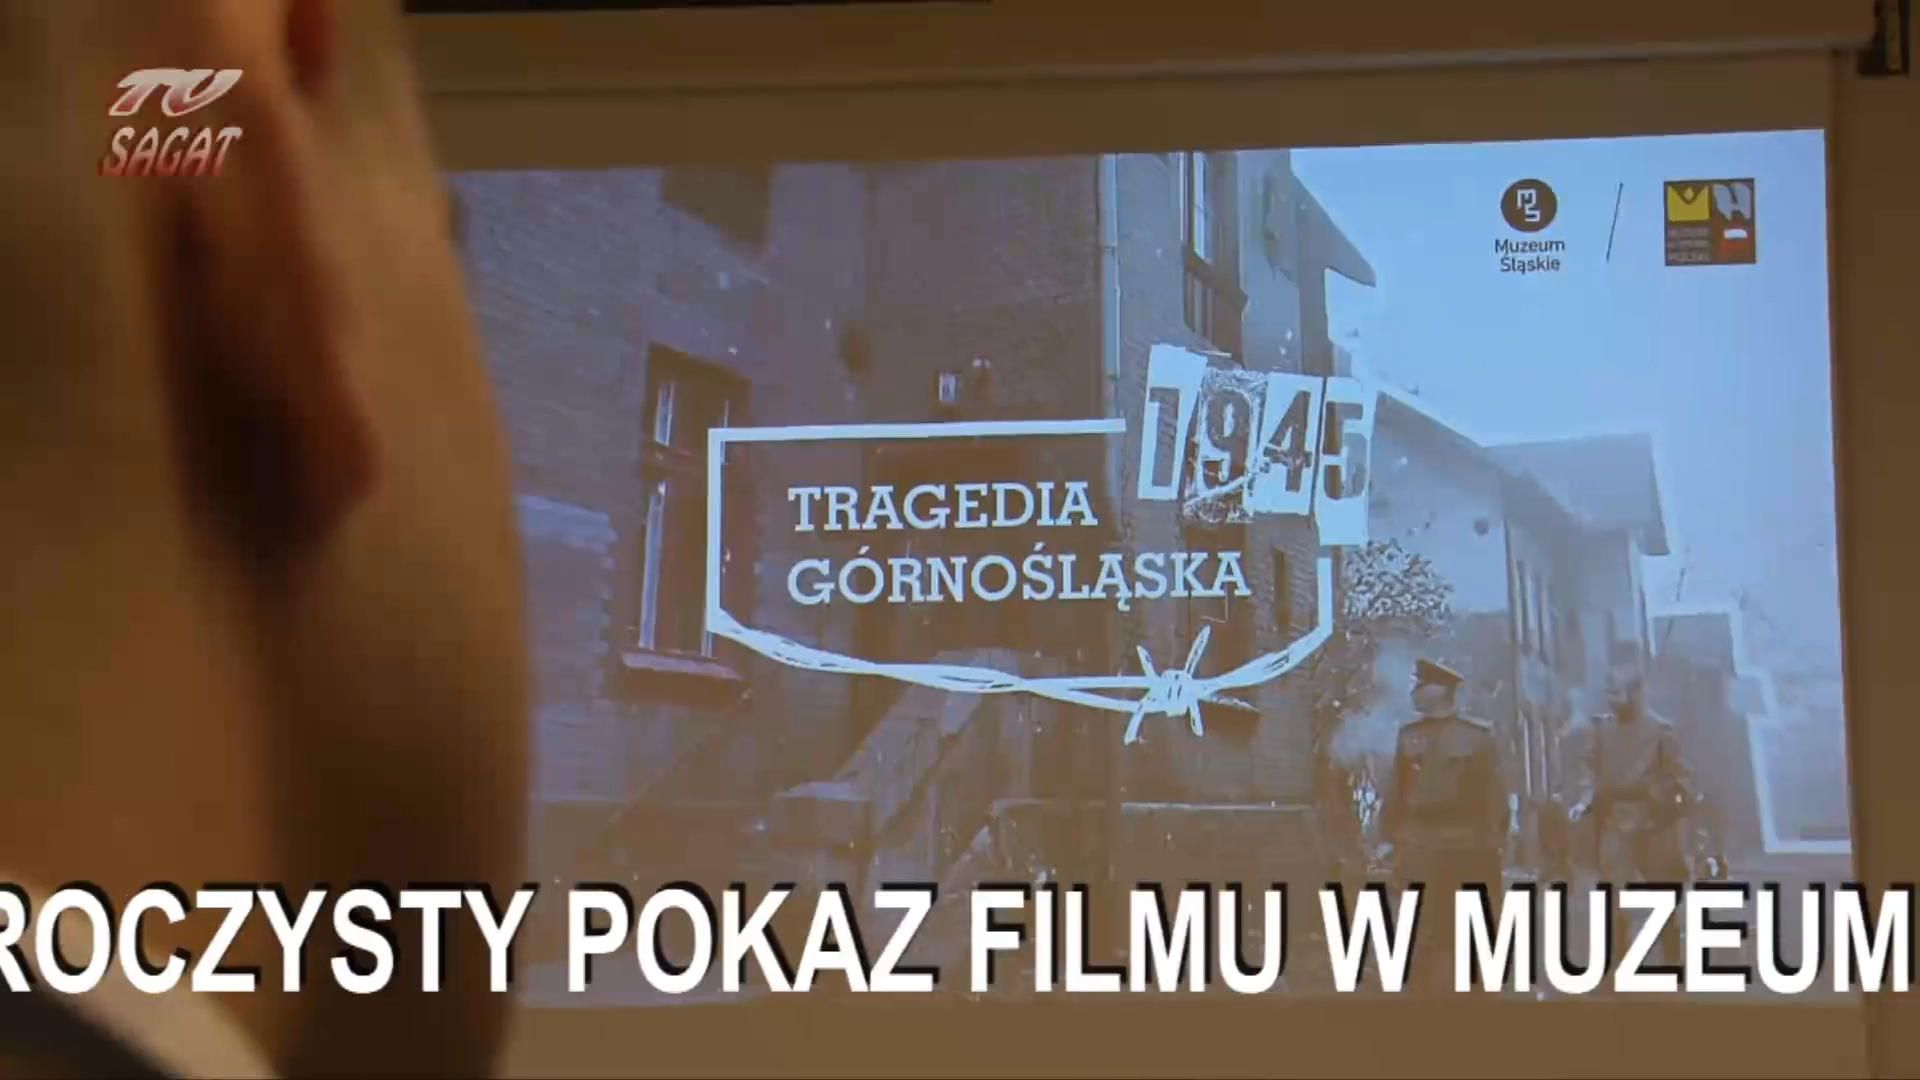 TV
SAGAT
Muzeum
Śląskie
1945
TRAGEDIA
GÓRNOŚLĄSKA
ROCZYSTY POKAZ FILMU W MUZEUM